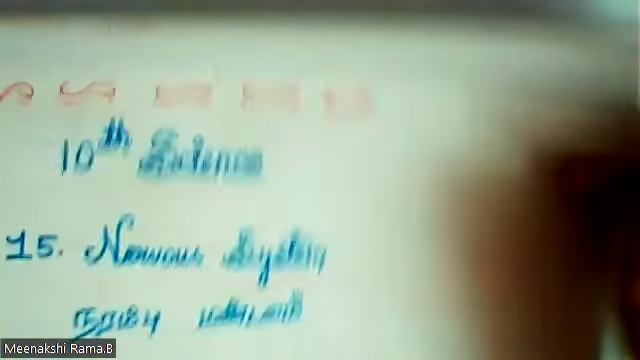 10th Science
15. Nervous System
நரம்பு மண்டலம்
Meenakshi Rama.B